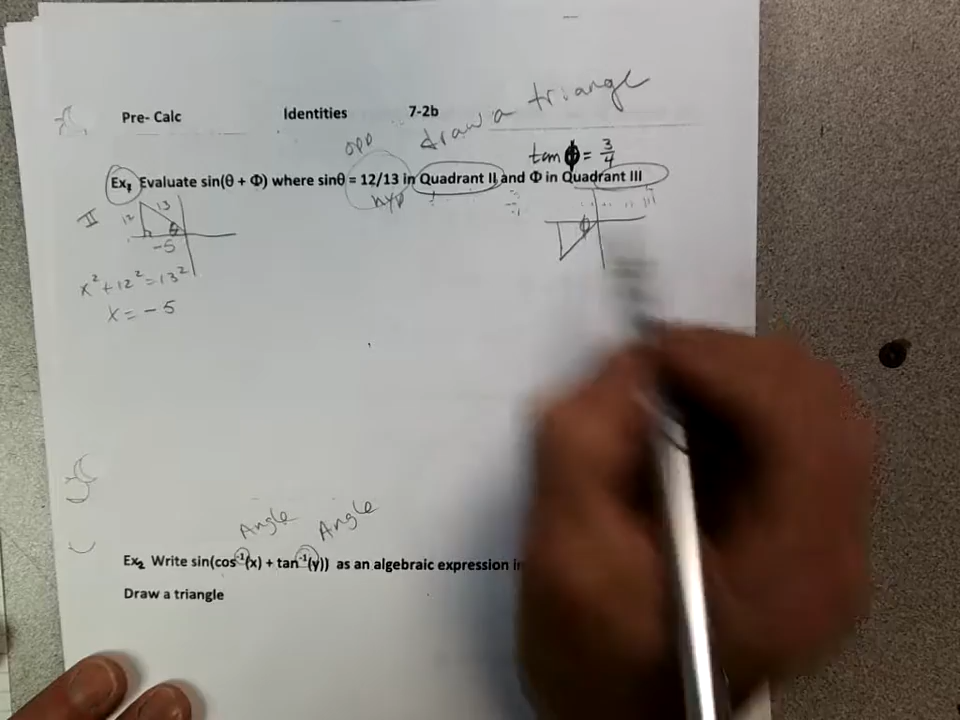 Pre- Calc Identities 7-2b
draw a triangle
opp
tan Φ = 3/4
Ex1 Evaluate sin(θ + Φ) where sinθ = 12/13 in Quadrant II and Φ in Quadrant III
hyp
II
13
12
θ
-5
Φ
x² + 12² = 13²
x = -5
Angle Angle
Ex2 Write sin(cos⁻¹(x) + tan⁻¹(y)) as an algebraic expression
Draw a triangle